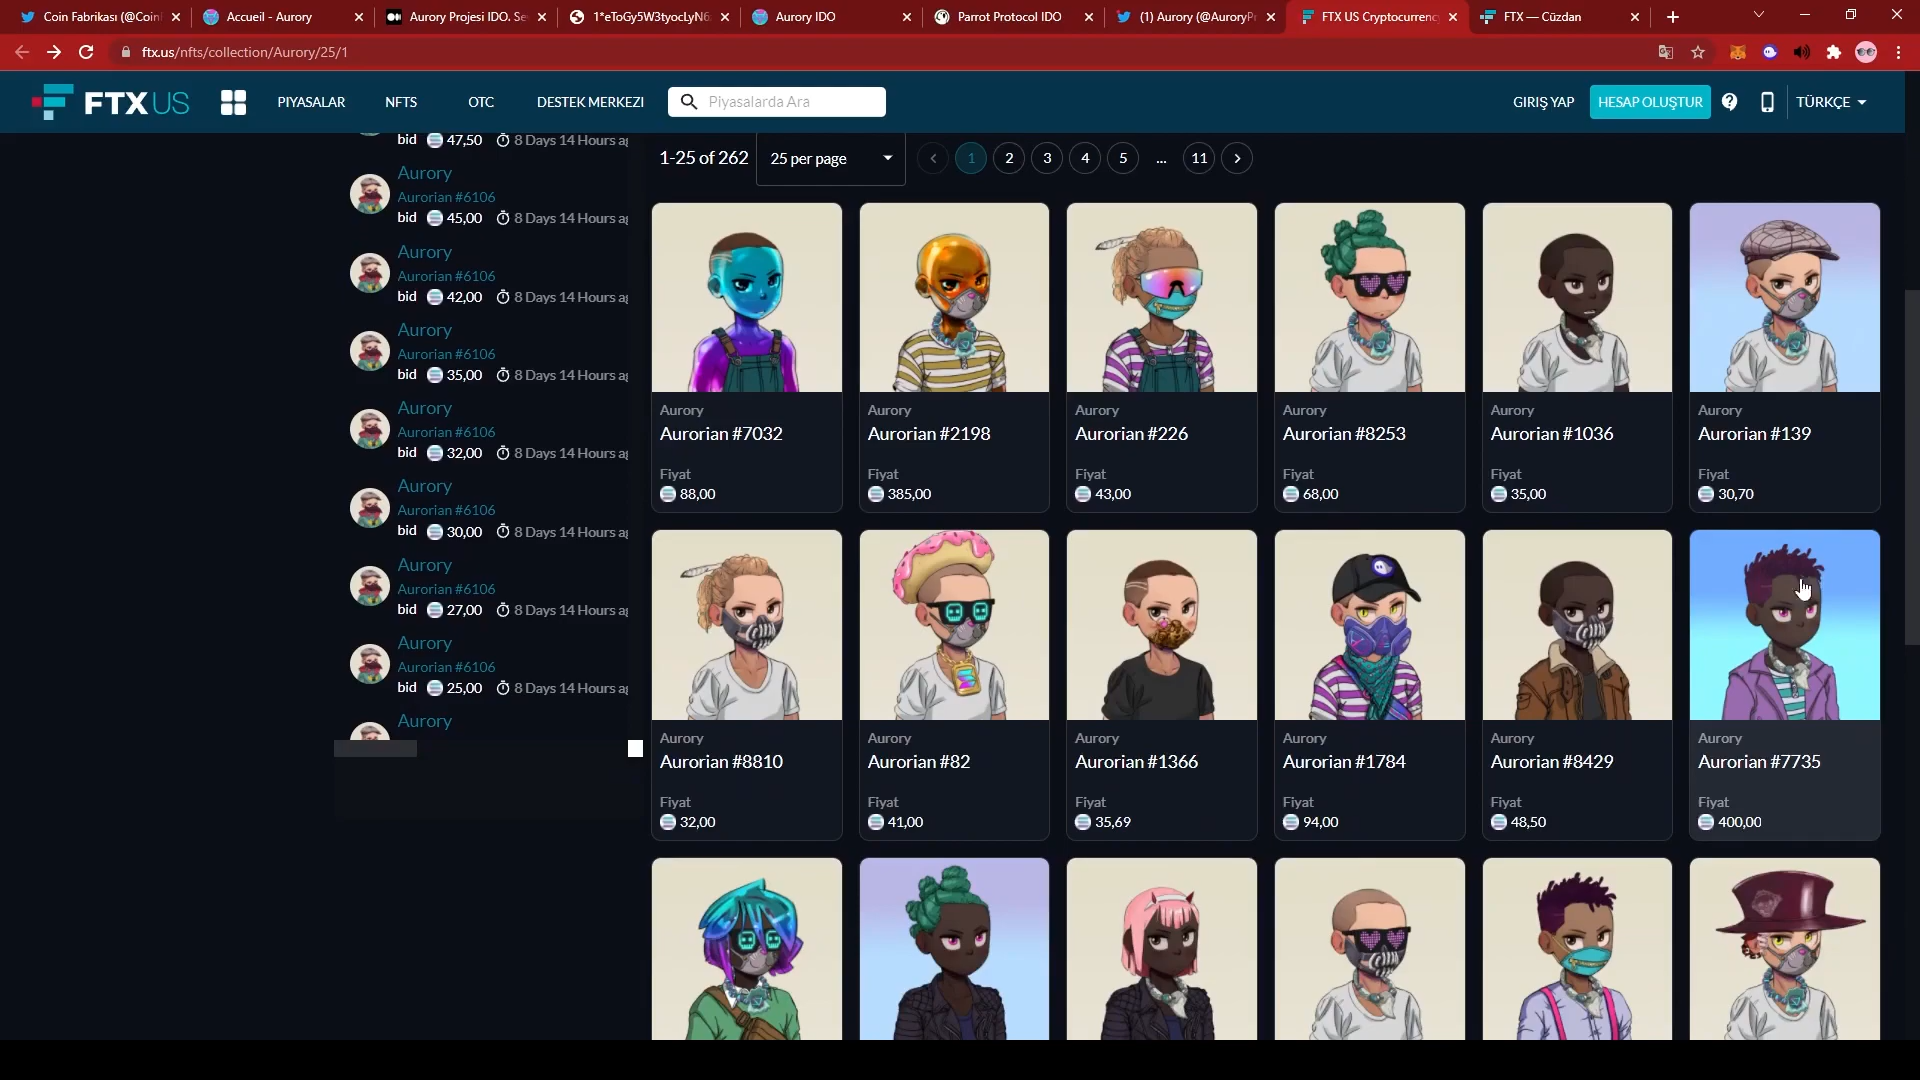 Coin Fabrikası (@Coin
Accueil - Aurory
Aurory Projesi IDO. Se
1*eToGy5W3tyocLyN6
Aurory IDO
Parrot Protocol IDO
(1) Aurory (@AuroryP
FTX US Cryptocurrenc
FTX — Cüzdan
ftx.us/nfts/collection/Aurory/25/1
FTX US
PIYASALAR
NFTS
OTC
DESTEK MERKEZI
Piyasalarda Ara
GIRIŞ YAP
HESAP OLUŞTUR
TÜRKÇE
bid 47,50 8 Days 14 Hours ag
Aurory
Aurorian #6106
bid 45,00 8 Days 14 Hours ag
Aurory
Aurorian #6106
bid 42,00 8 Days 14 Hours ag
Aurory
Aurorian #6106
bid 35,00 8 Days 14 Hours ag
Aurory
Aurorian #6106
bid 32,00 8 Days 14 Hours ag
Aurory
Aurorian #6106
bid 30,00 8 Days 14 Hours ag
Aurory
Aurorian #6106
bid 27,00 8 Days 14 Hours ag
Aurory
Aurorian #6106
bid 25,00 8 Days 14 Hours ag
Aurory
1-25 of 262
25 per page
1 2 3 4 5 ... 11
Aurory
Aurorian #7032
Fiyat
88,00
Aurory
Aurorian #2198
Fiyat
385,00
Aurory
Aurorian #226
Fiyat
43,00
Aurory
Aurorian #8253
Fiyat
68,00
Aurory
Aurorian #1036
Fiyat
35,00
Aurory
Aurorian #139
Fiyat
30,70
Aurory
Aurorian #8810
Fiyat
32,00
Aurory
Aurorian #82
Fiyat
41,00
Aurory
Aurorian #1366
Fiyat
35,69
Aurory
Aurorian #1784
Fiyat
94,00
Aurory
Aurorian #8429
Fiyat
48,50
Aurory
Aurorian #7735
Fiyat
400,00